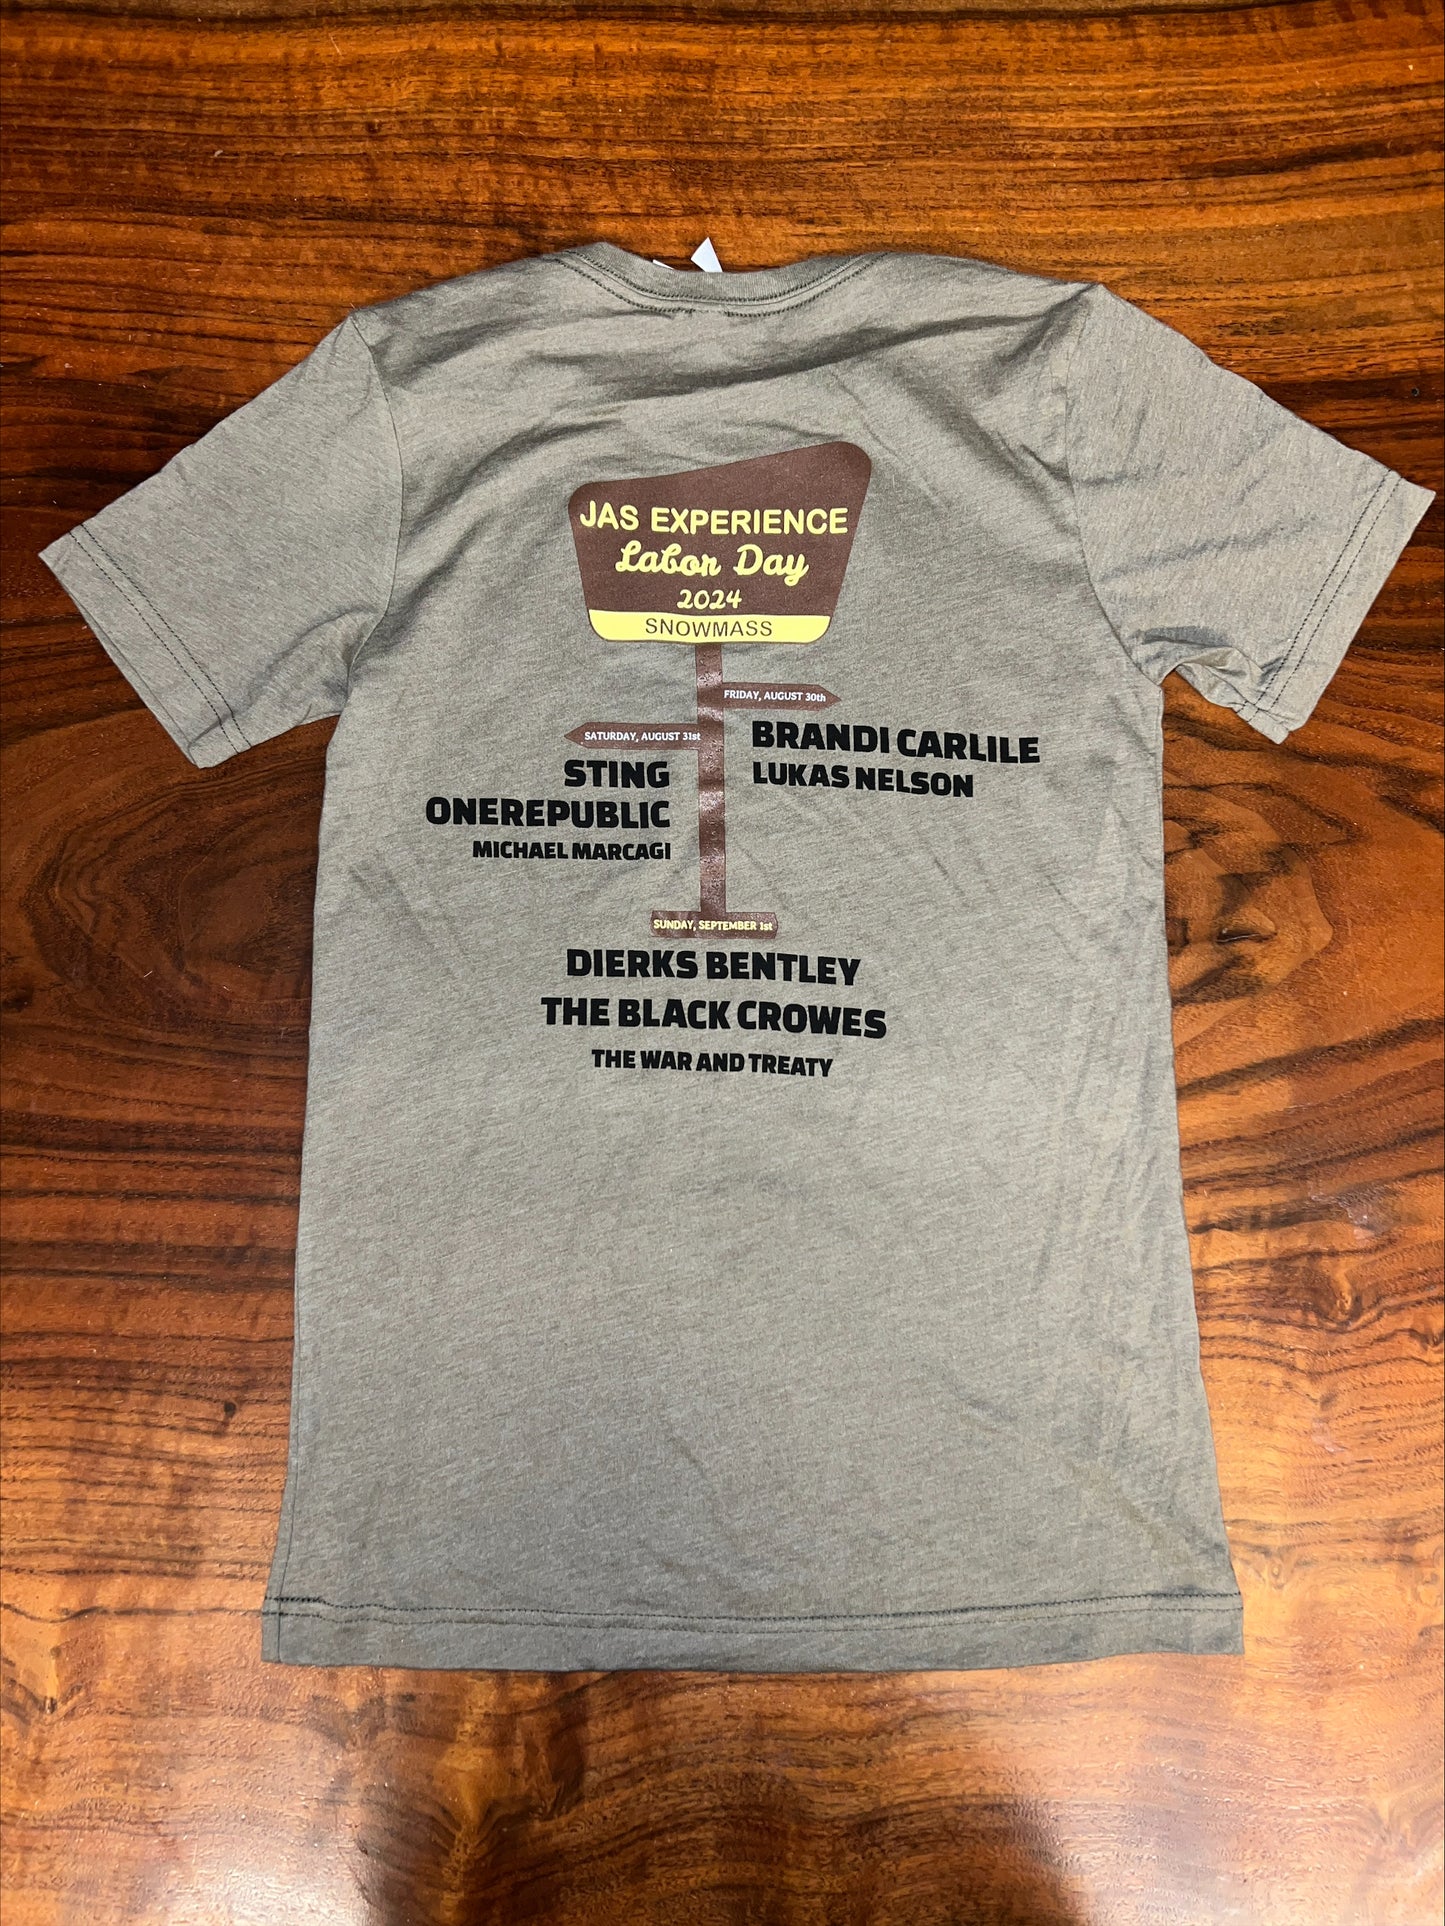 JAS EXPERIENCE
Labor Day
2024
SNOWMASS
FRIDAY, AUGUST 30th
BRANDI CARLILE
LUKAS NELSON
SATURDAY, AUGUST 31st
STING
ONEREPUBLIC
MICHAEL MARCAGI
SUNDAY, SEPTEMBER 1st
DIERKS BENTLEY
THE BLACK CROWES
THE WAR AND TREATY